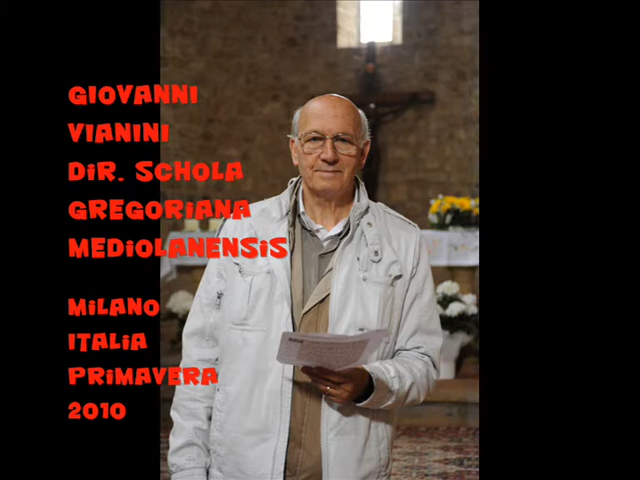 GIOVANNI
VIANINI
DIR. SCHOLA
GREGORIANA
MEDIOLANENSIS
MILANO
ITALIA
PRIMAVERA
2010